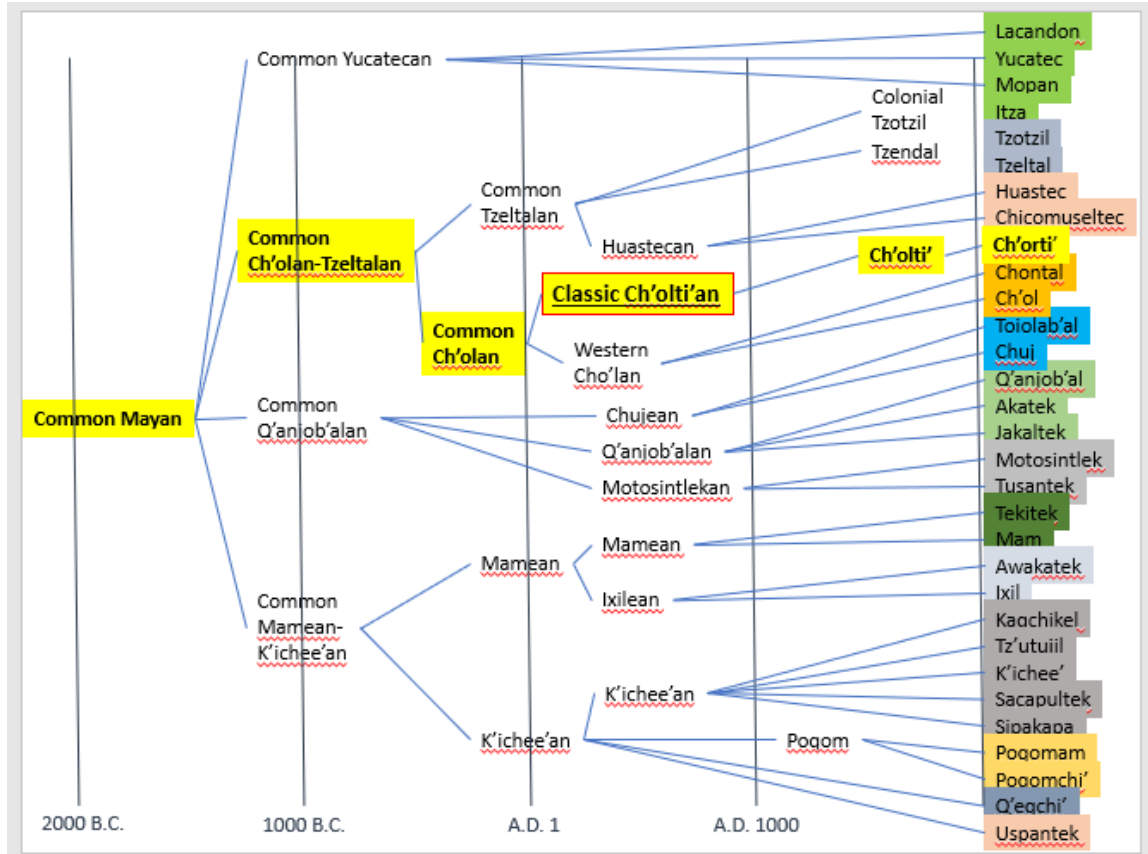 Common Yucatecan
Lacandon
Yucatec
Mopan
Itza
Colonial
Tzotzil
Tzendal
Tzotzil
Tzeltal
Common
Tzeltalan
Huastec
Chicomuseltec
Huastecan
Common
Ch'olan-Tzeltalan
Ch'olti'
Ch'orti'
Classic Ch'olti'an
Chontal
Ch'ol
Common
Ch'olan
Western
Cho'lan
Toiolab'al
Chuj
Common Mayan
Common
Q'anjob'alan
Chujean
Q'anjob'alan
Motosintlekan
Q'anjob'al
Akatek
Jakaltek
Motosintlek
Tusantek
Tekitek
Mam
Mamean
Mamean
Ixilean
Awakatek
Ixil
Common
Mamean-
K'ichee'an
Kaqchikel
Tz'utuiil
K'ichee'
Sacapultek
Sipakapa
K'ichee'an
K'ichee'an
Poqom
Poqomam
Poqomchi'
Q'eqchi'
Uspantek
2000 B.C.
1000 B.C.
A.D. 1
A.D. 1000